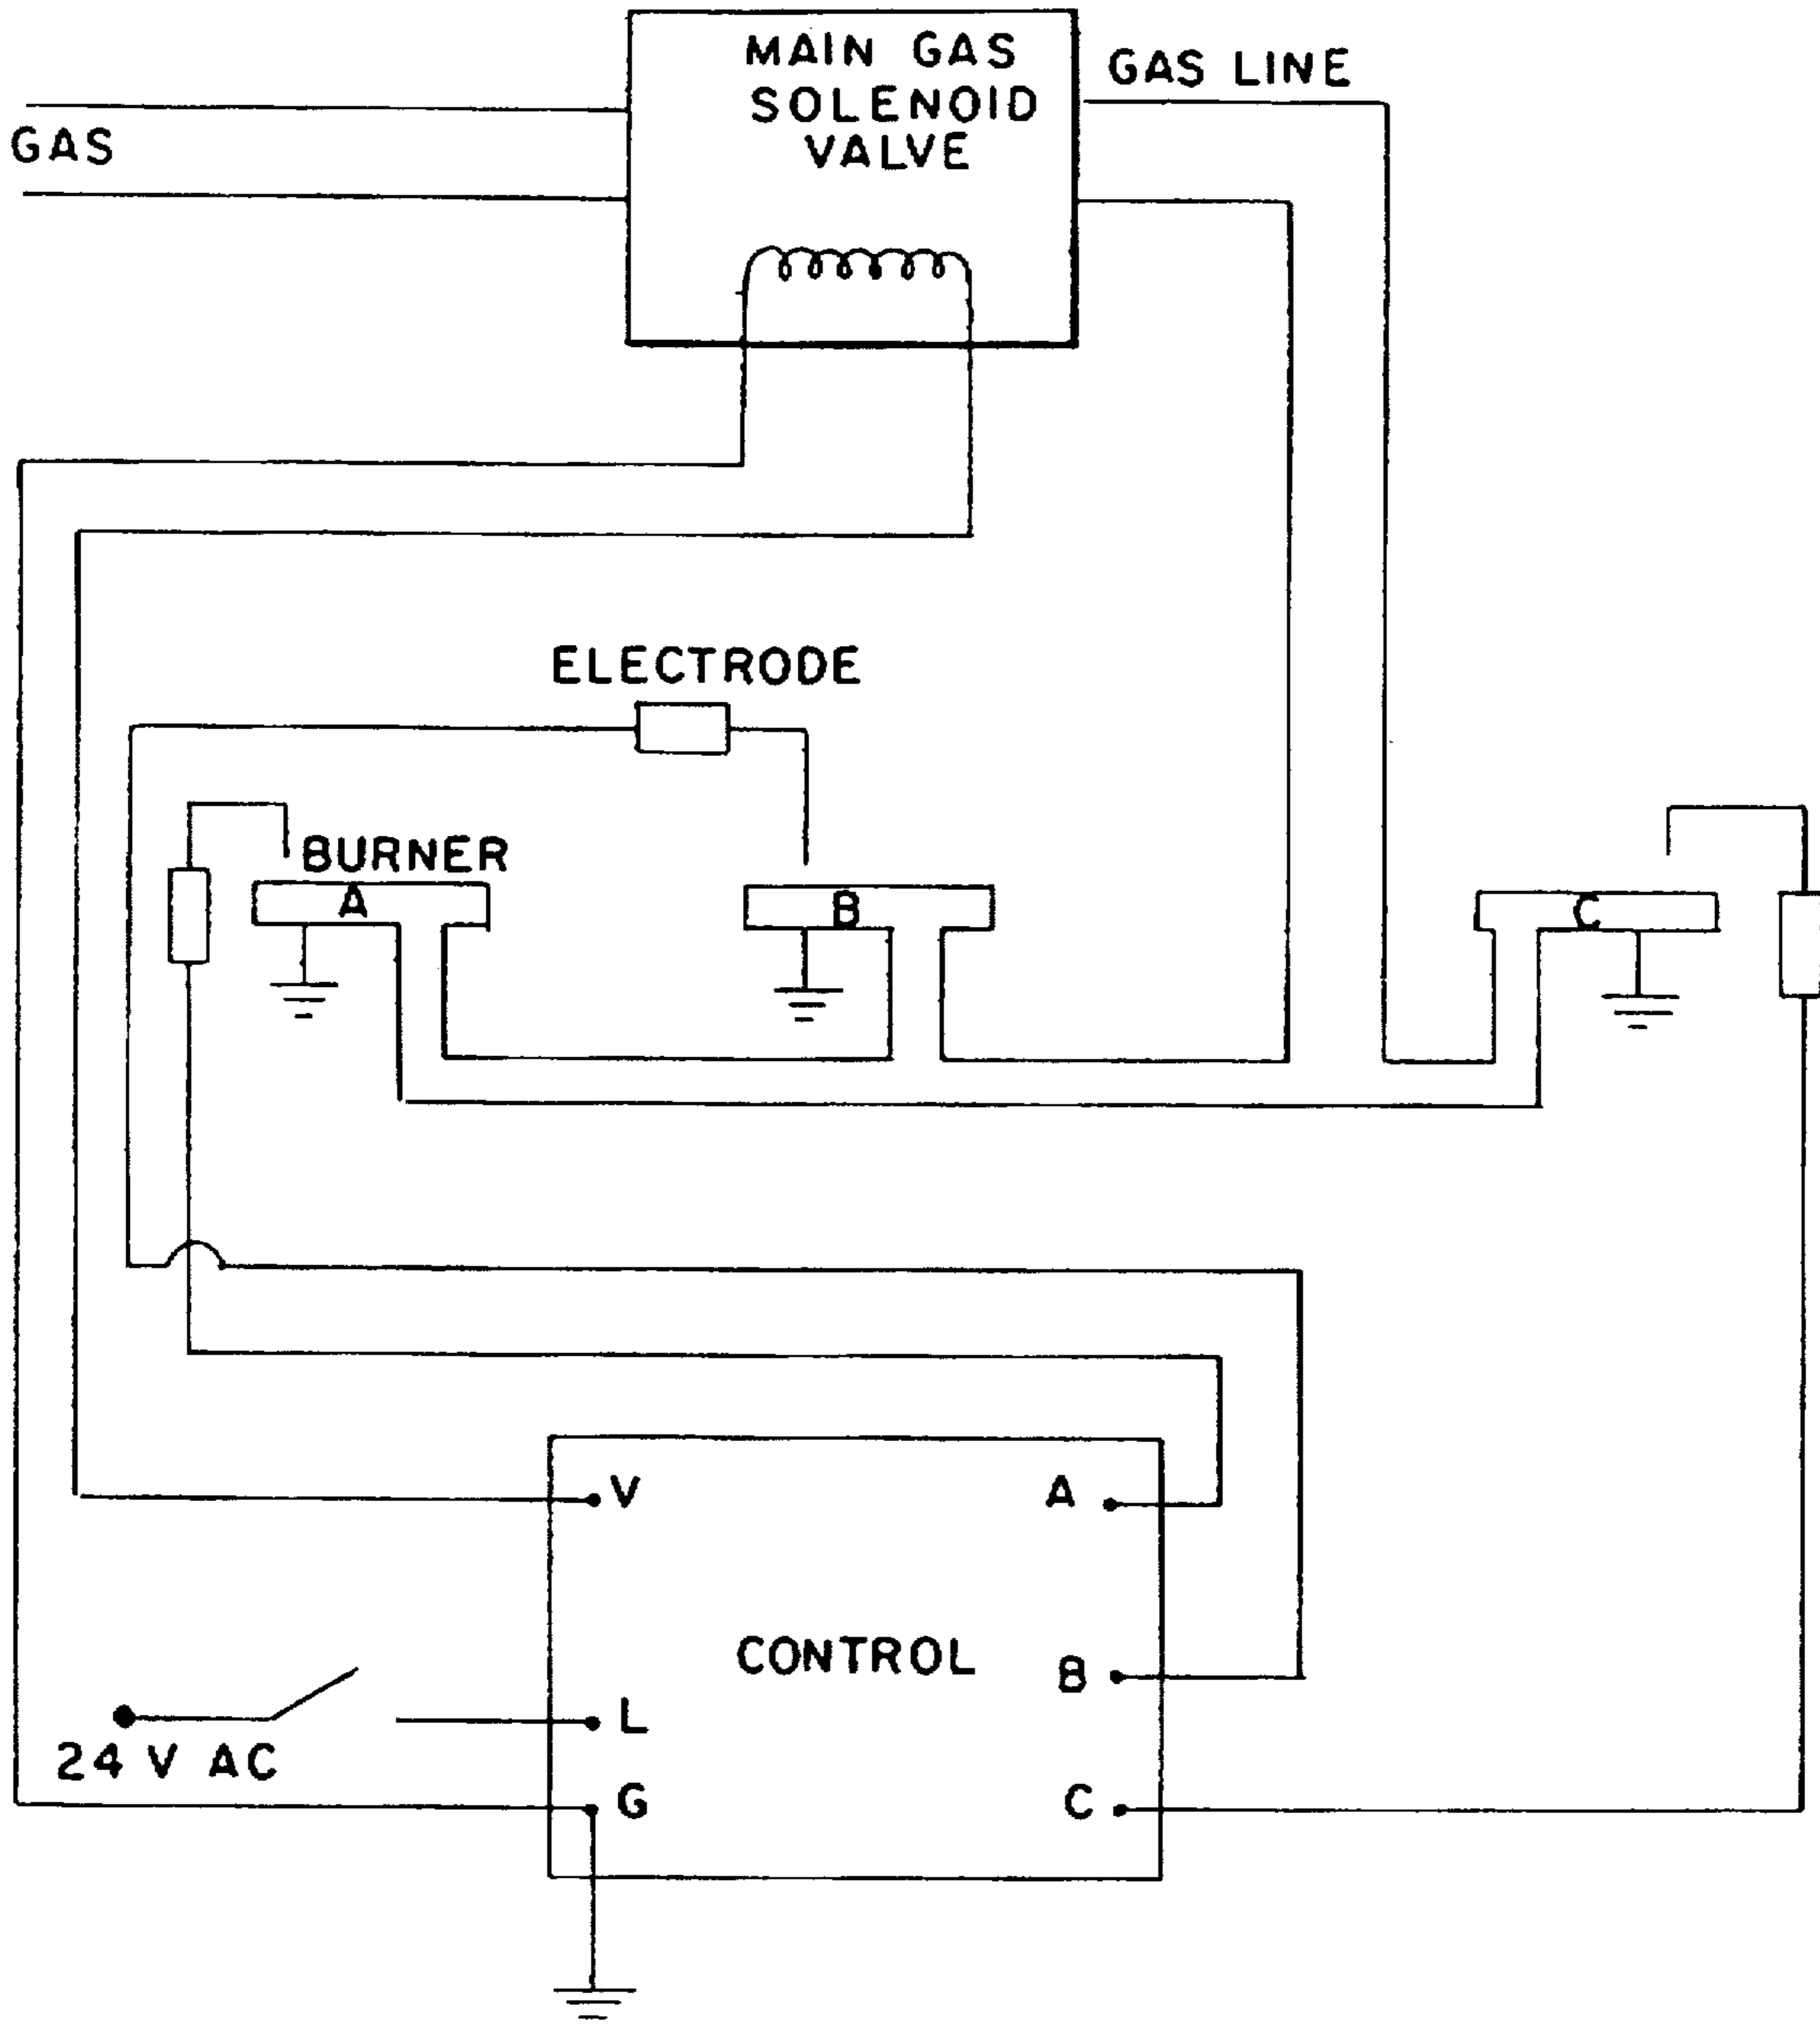 MAIN GAS
SOLENOID
VALVE
GAS LINE
GAS
ELECTRODE
BURNER
A
B
C
V
A
CONTROL
B
L
24 V AC
G
C